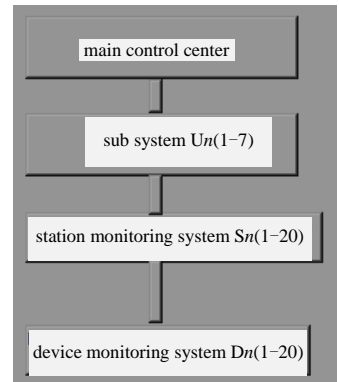 main control center
sub system Un(1−7)
station monitoring system Sn(1−20)
device monitoring system Dn(1−20)